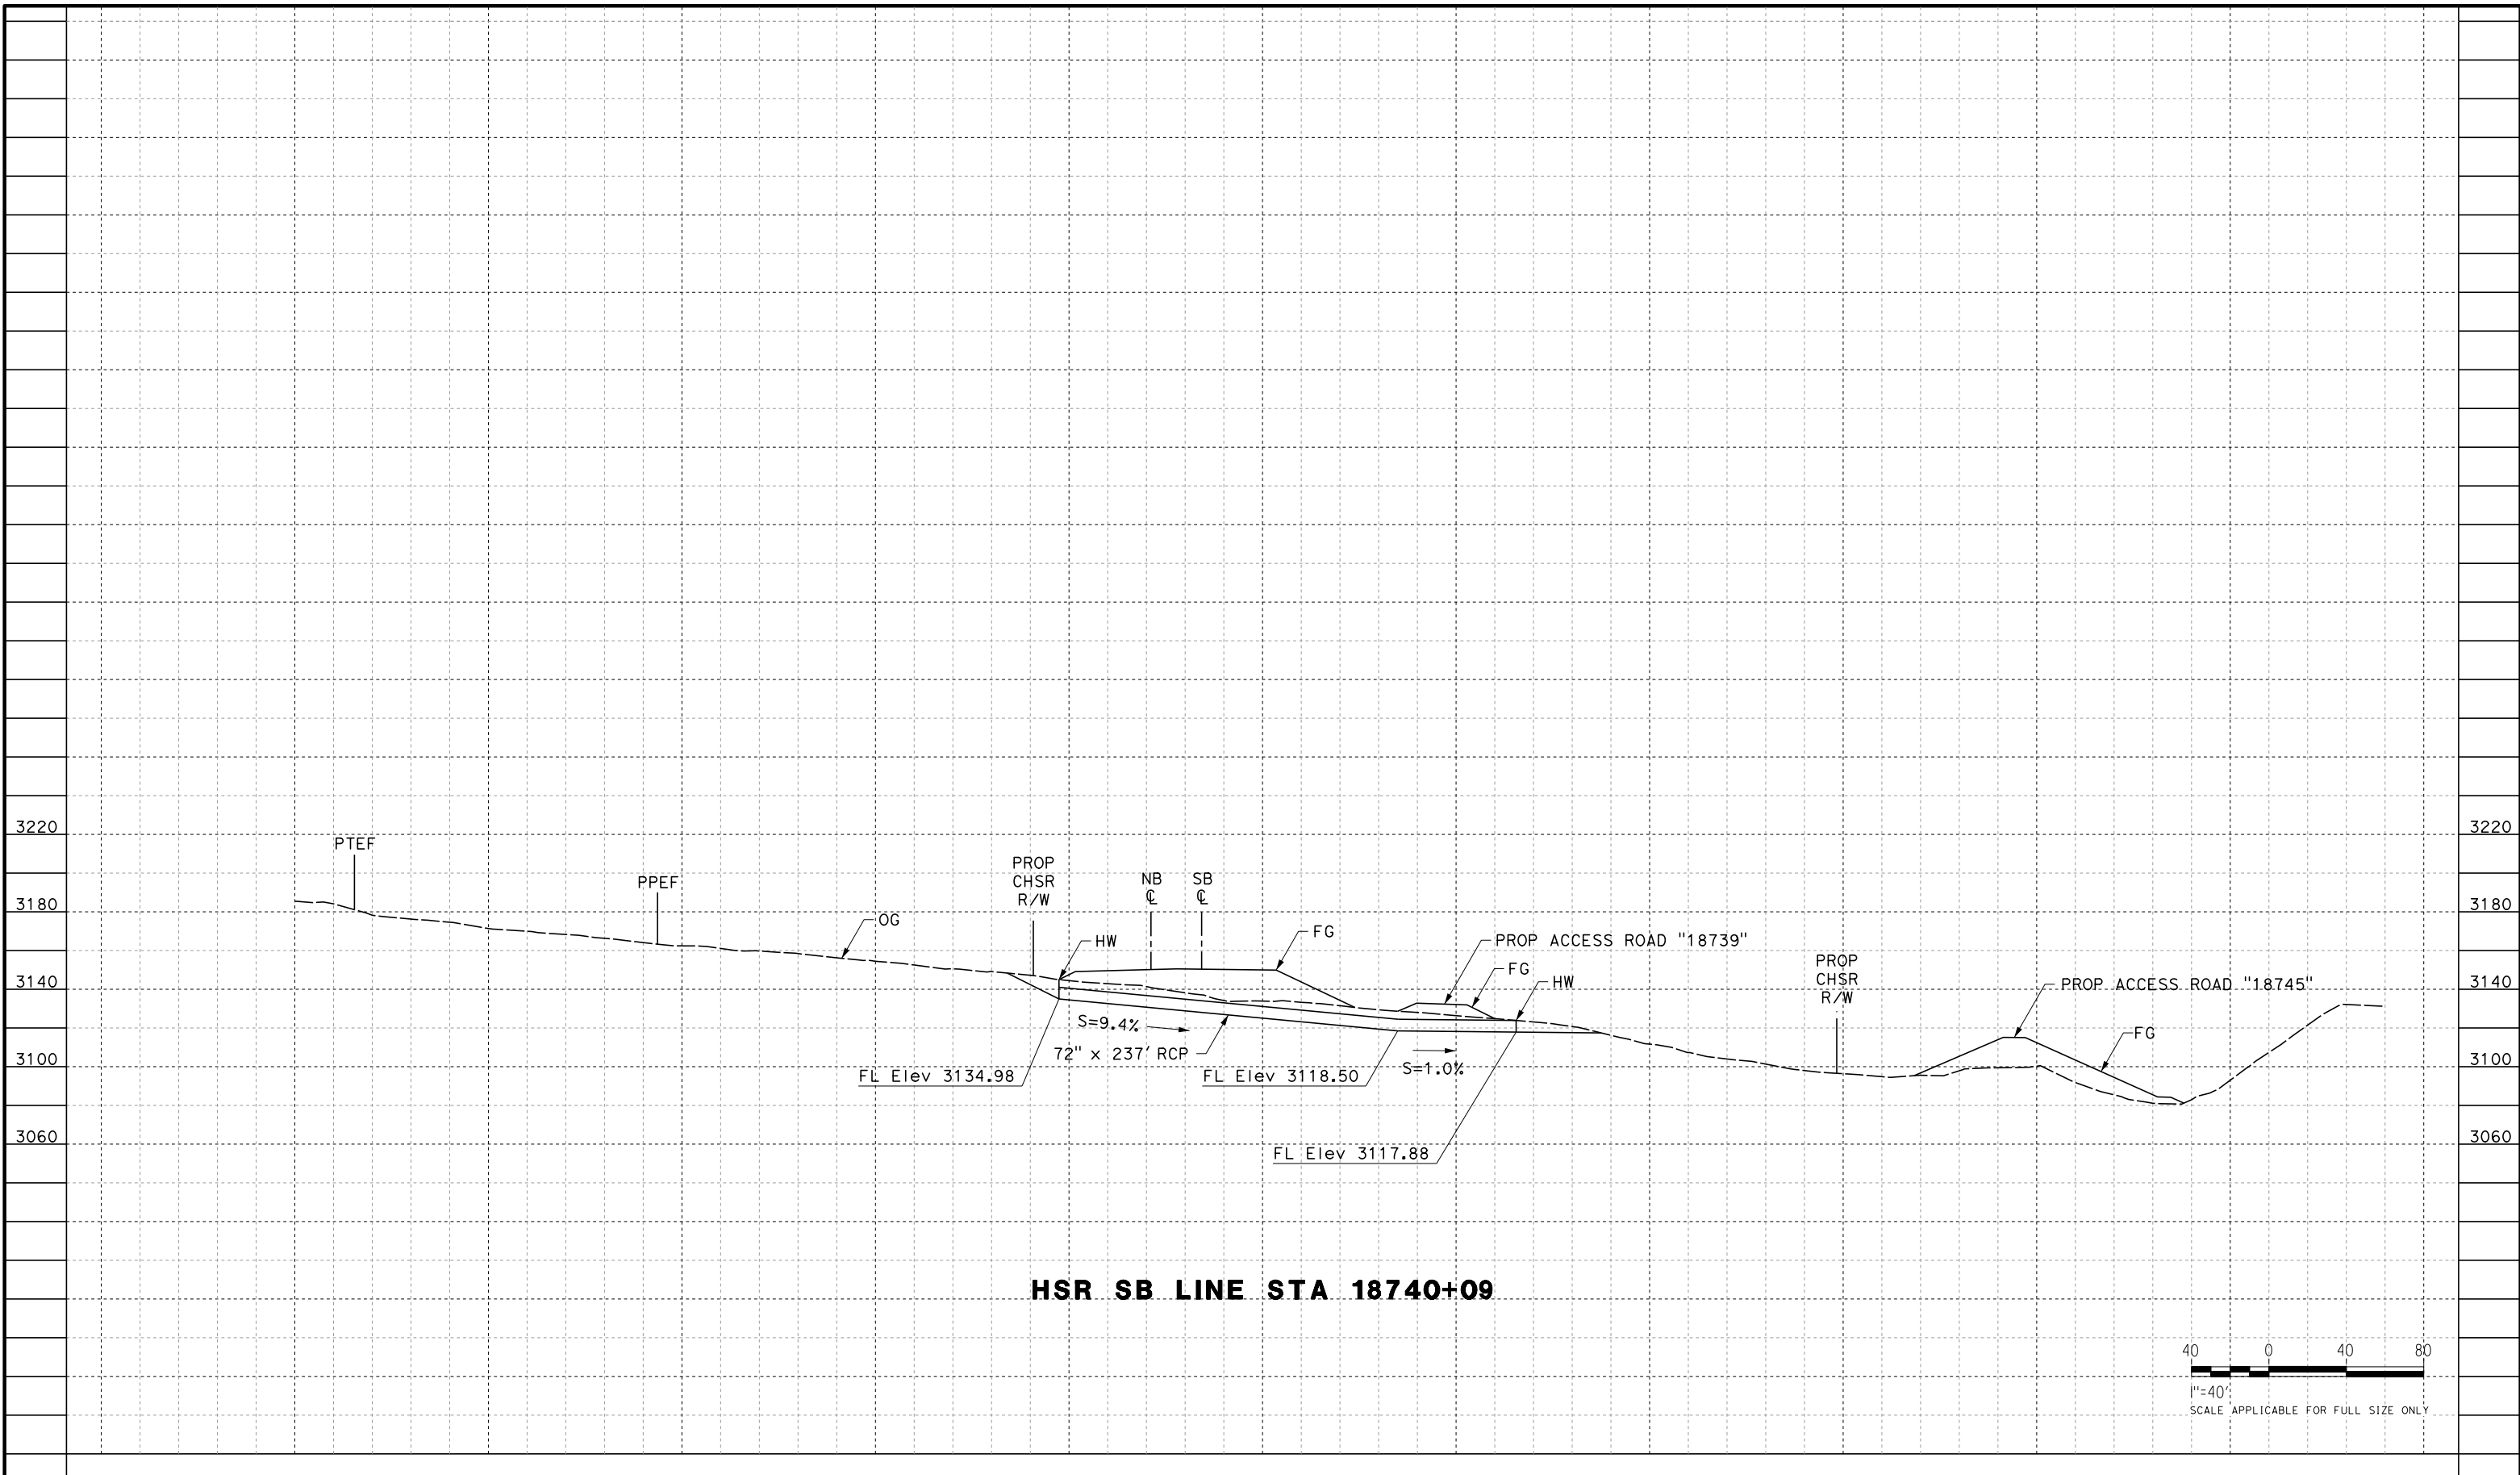 3220
3220
PTEF
PROP
CHSR
R/W
PPEF
NB
℄
SB
℄
3180
3180
OG
FG
HW
PROP ACCESS ROAD "18739"
PROP
CHSR
R/W
FG
HW
3140
3140
PROP ACCESS ROAD "18745"
S=9.4%
FG
72" x 237' RCP
3100
3100
S=1.0%
FL Elev 3134.98
FL Elev 3118.50
3060
3060
FL Elev 3117.88
HSR SB LINE STA 18740+09
40 0 40 80
1"=40'
SCALE APPLICABLE FOR FULL SIZE ONLY